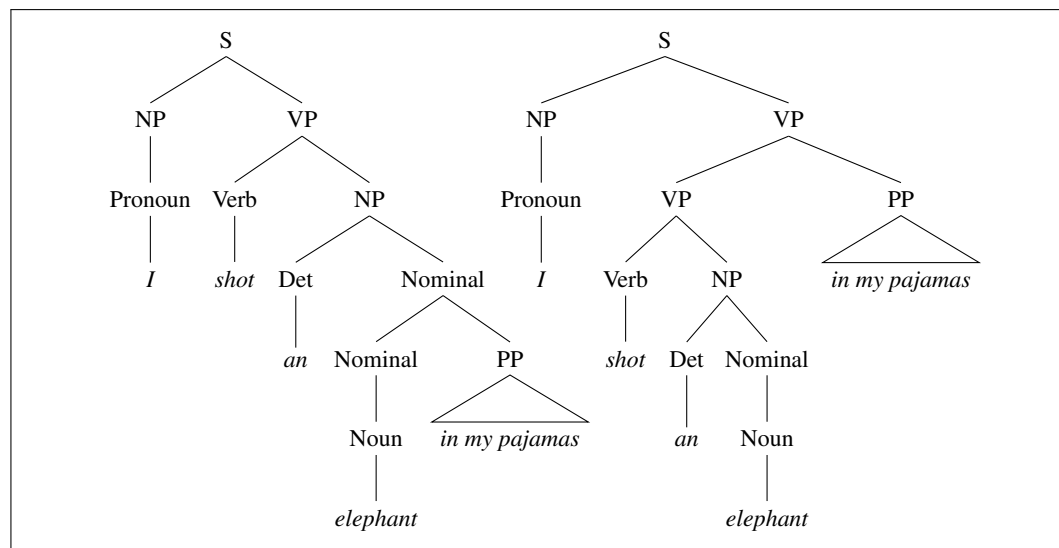 S S
NP VP NP VP
Pronoun Verb NP Pronoun VP PP
I shot Det Nominal I Verb NP in my pajamas
an Nominal PP shot Det Nominal
Noun in my pajamas an Noun
elephant elephant